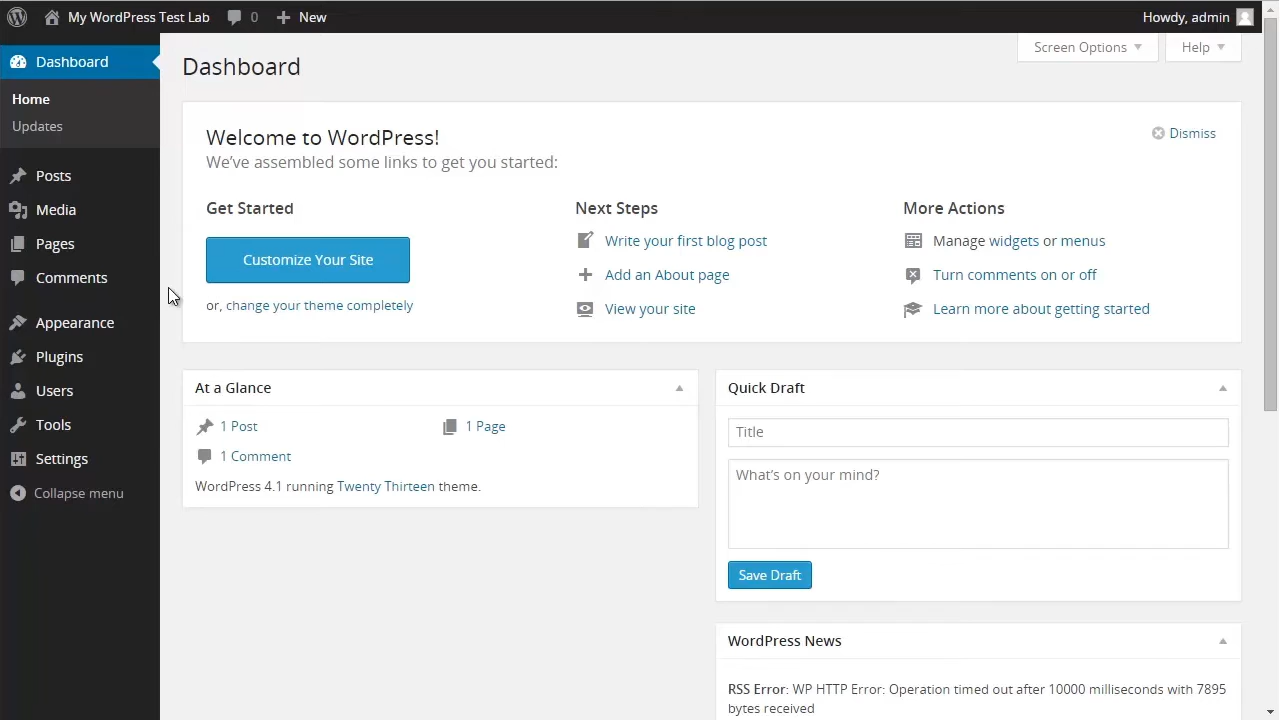 My WordPress Test Lab 0 New Howdy, admin
Dashboard
Home
Updates
Posts
Media
Pages
Comments
Appearance
Plugins
Users
Tools
Settings
Collapse menu
Screen Options Help
Dashboard
Welcome to WordPress!
We've assembled some links to get you started:
Dismiss
Get Started
Customize Your Site
or, change your theme completely
Next Steps
Write your first blog post
Add an About page
View your site
More Actions
Manage widgets or menus
Turn comments on or off
Learn more about getting started
At a Glance
1 Post 1 Page
1 Comment
WordPress 4.1 running Twenty Thirteen theme.
Quick Draft
Title
What's on your mind?
Save Draft
WordPress News
RSS Error: WP HTTP Error: Operation timed out after 10000 milliseconds with 7895
bytes received